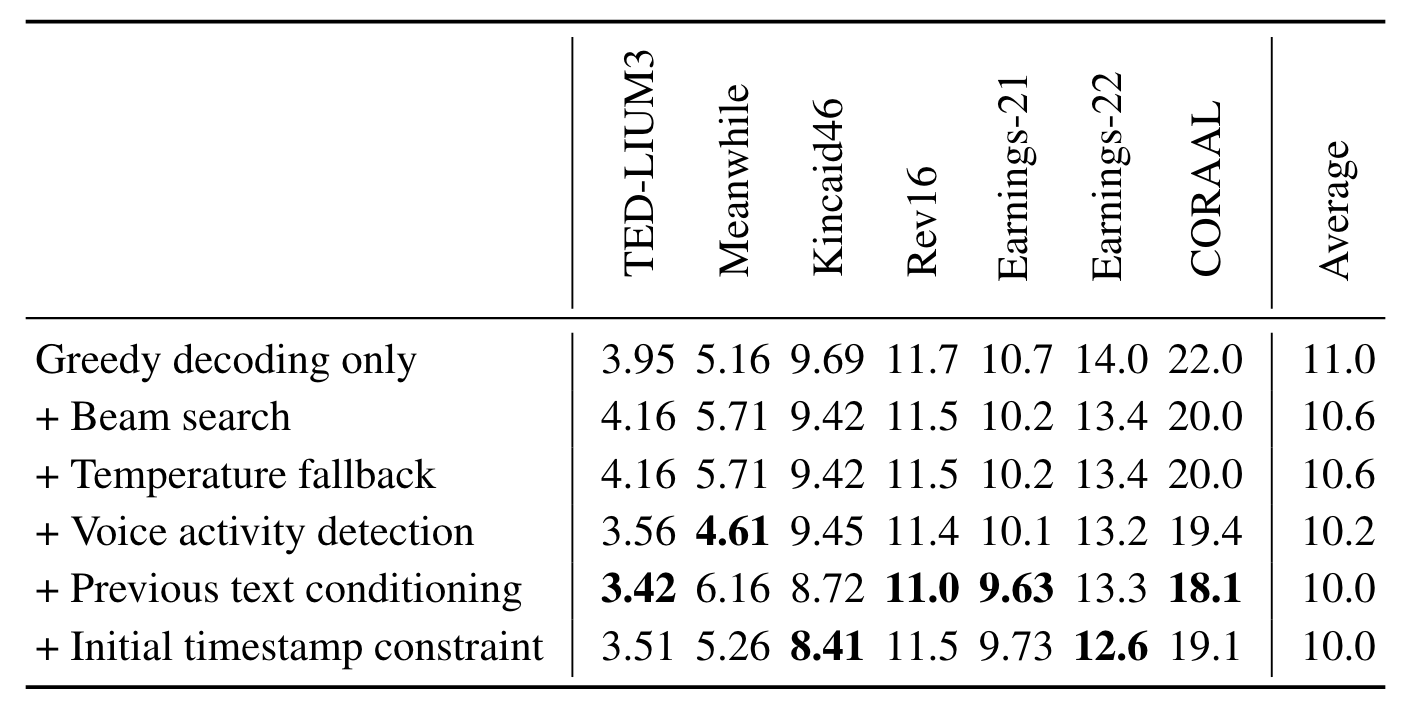 TED-LIUM3 Meanwhile Kincaid46 Rev16 Earnings-21 Earnings-22 CORAAL Average
Greedy decoding only 3.95 5.16 9.69 11.7 10.7 14.0 22.0 11.0
+ Beam search 4.16 5.71 9.42 11.5 10.2 13.4 20.0 10.6
+ Temperature fallback 4.16 5.71 9.42 11.5 10.2 13.4 20.0 10.6
+ Voice activity detection 3.56 4.61 9.45 11.4 10.1 13.2 19.4 10.2
+ Previous text conditioning 3.42 6.16 8.72 11.0 9.63 13.3 18.1 10.0
+ Initial timestamp constraint 3.51 5.26 8.41 11.5 9.73 12.6 19.1 10.0